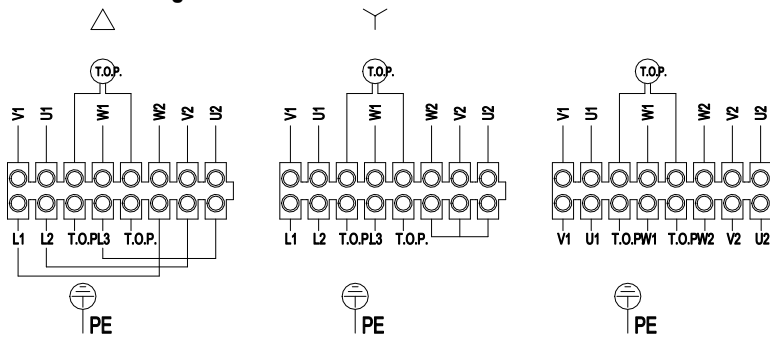 T.O.P. T.O.P. T.O.P.
V1 U1 W1 W2 V2 U2 V1 U1 W1 W2 V2 U2 V1 U1 W1 W2 V2 U2
L1 L2 T.O.P. L3 T.O.P. L1 L2 T.O.P. L3 T.O.P. V1 U1 T.O.P. W1 T.O.P. W2 V2 U2
PE PE PE